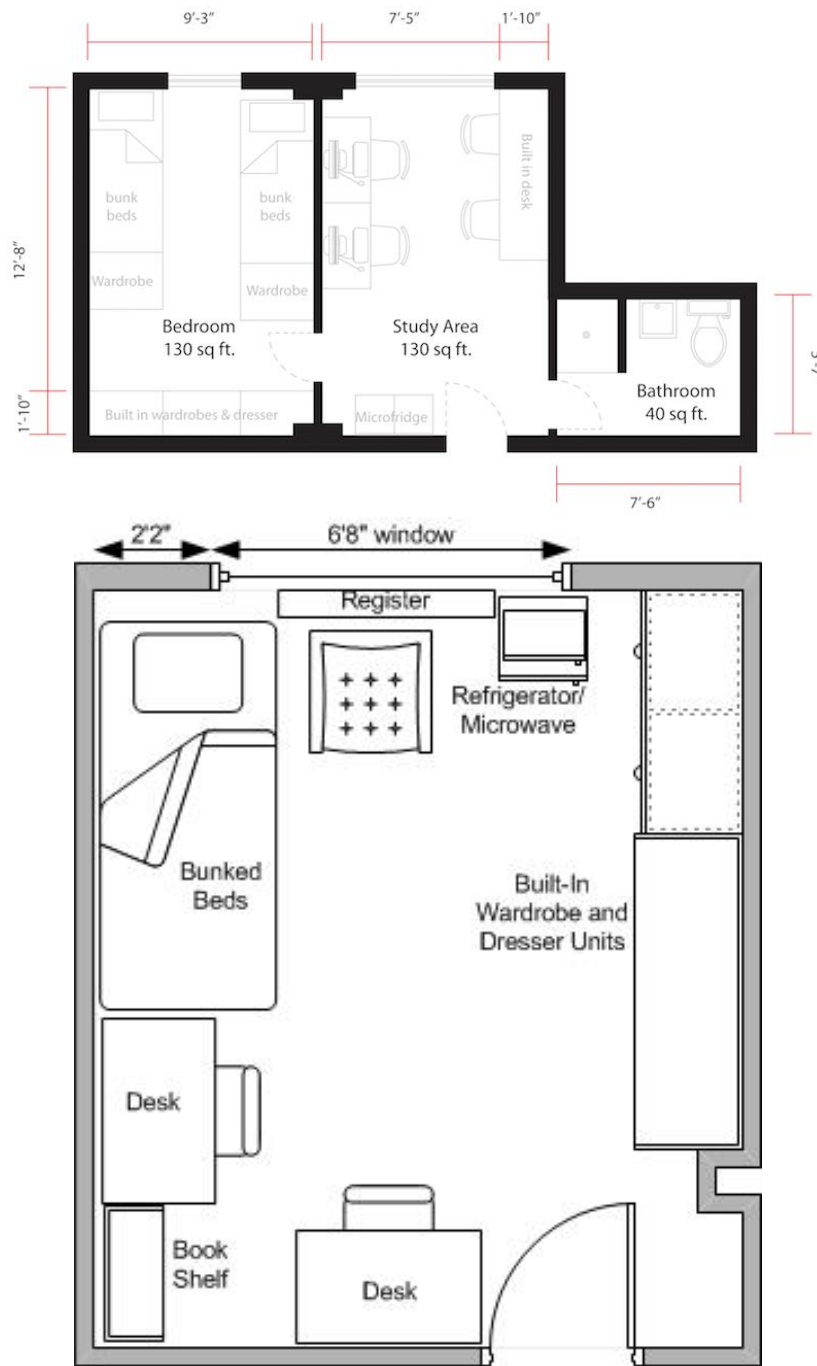 9'-3"
7'-5"
1'-10"
12'-8"
1'-10"
bunk
beds
bunk
beds
Wardrobe
Wardrobe
Built in desk
Bedroom
130 sq ft.
Study Area
130 sq ft.
Built in wardrobes & dresser
Microfridge
Bathroom
40 sq ft.
7'-6"
2'2"
6'8" window
Register
Refrigerator/
Microwave
Bunked
Beds
Built-In
Wardrobe and
Dresser Units
Desk
Book
Shelf
Desk